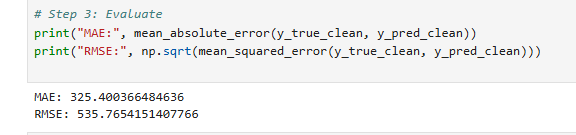 # Step 3: Evaluate
print("MAE:", mean_absolute_error(y_true_clean, y_pred_clean))
print("RMSE:", np.sqrt(mean_squared_error(y_true_clean, y_pred_clean)))
MAE: 325.400366484636
RMSE: 535.7654151407766